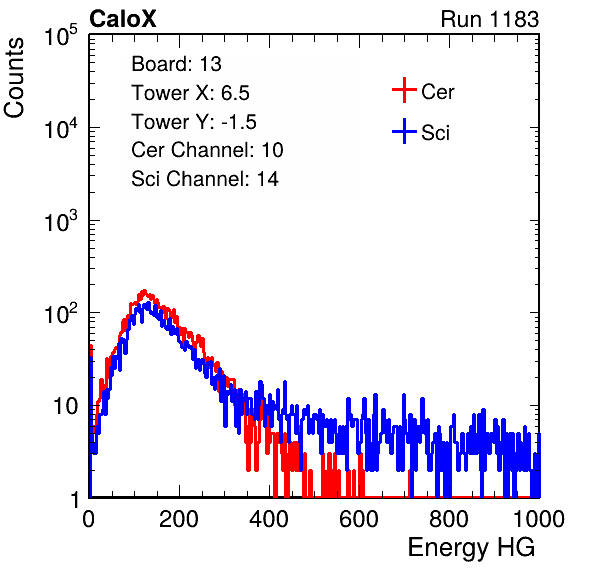 CaloX Run 1183
Counts
Board: 13
Tower X: 6.5
Tower Y: -1.5
Cer Channel: 10
Sci Channel: 14
Cer
Sci
10^5
10^4
10^3
10^2
10
1
0 200 400 600 800 1000
Energy HG